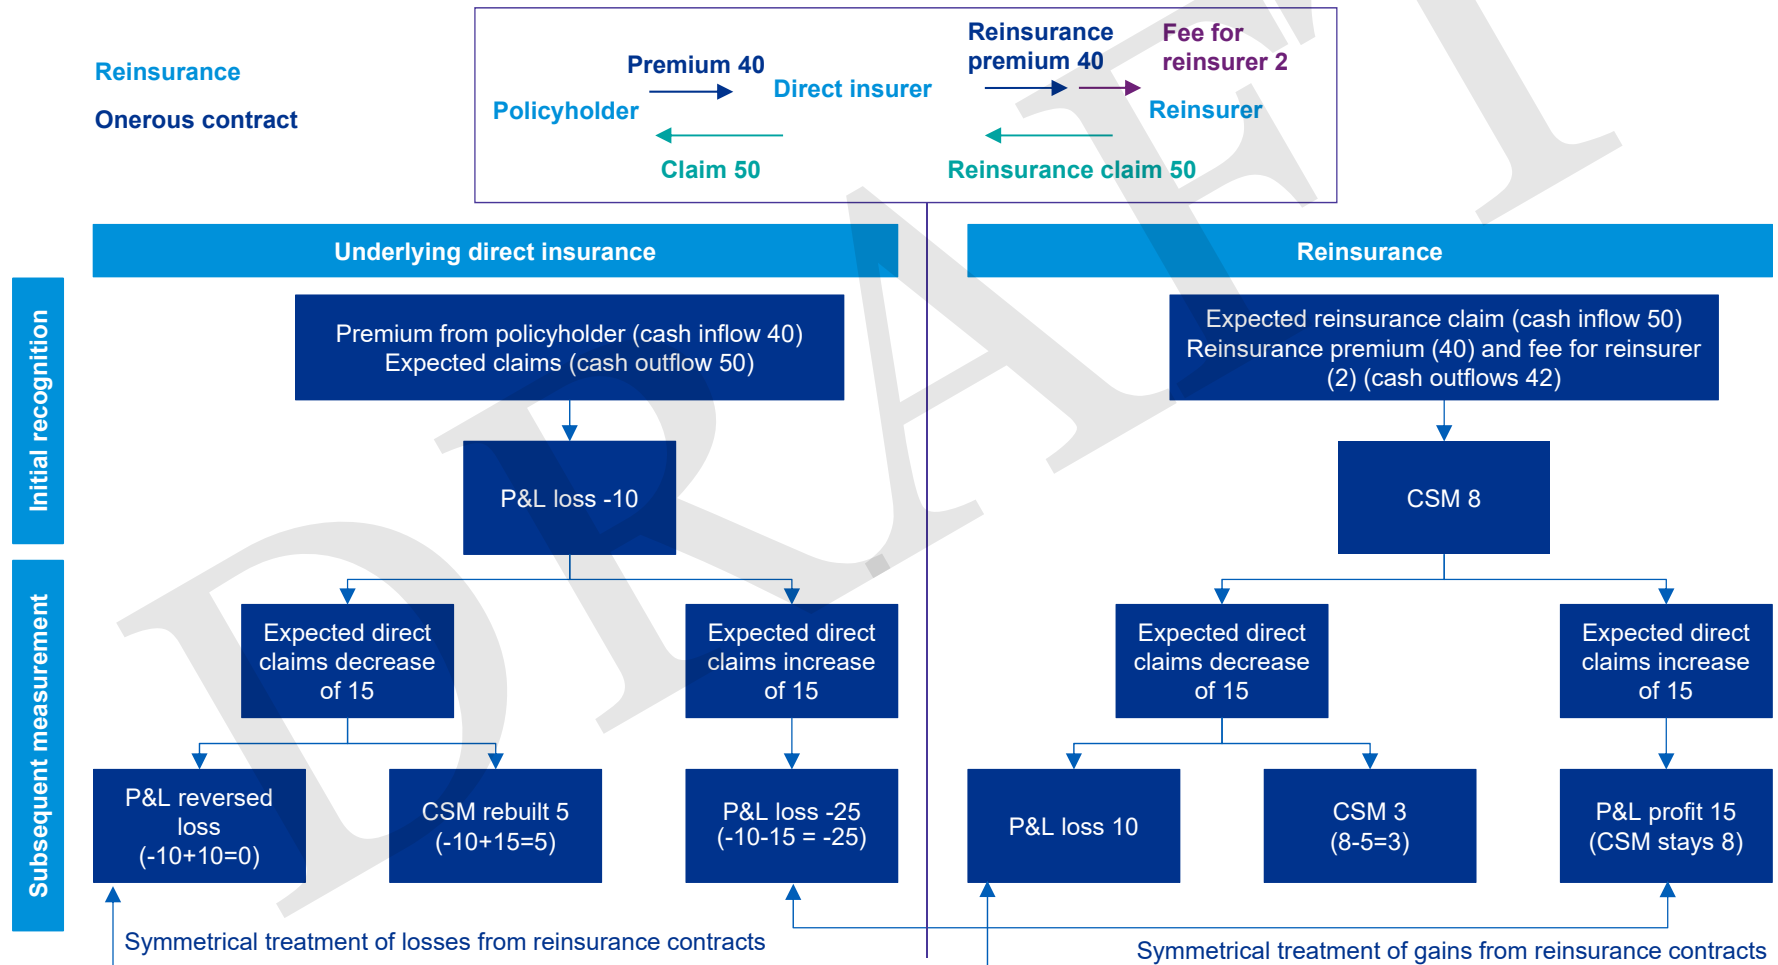 Reinsurance
Onerous contract
Premium 40
Reinsurance
premium 40
Fee for
reinsurer 2
Policyholder
Direct insurer
Reinsurer
Claim 50
Reinsurance claim 50
Underlying direct insurance
Reinsurance
Initial recognition
Premium from policyholder (cash inflow 40)
Expected claims (cash outflow 50)
Expected reinsurance claim (cash inflow 50)
Reinsurance premium (40) and fee for reinsurer
(2) (cash outflows 42)
P&L loss -10
CSM 8
Subsequent measurement
Expected direct
claims decrease
of 15
Expected direct
claims increase
of 15
Expected direct
claims decrease
of 15
Expected direct
claims increase
of 15
P&L reversed
loss
(-10+10=0)
CSM rebuilt 5
(-10+15=5)
P&L loss -25
(-10-15 = -25)
P&L loss 10
CSM 3
(8-5=3)
P&L profit 15
(CSM stays 8)
Symmetrical treatment of losses from reinsurance contracts
Symmetrical treatment of gains from reinsurance contracts
DRAFT